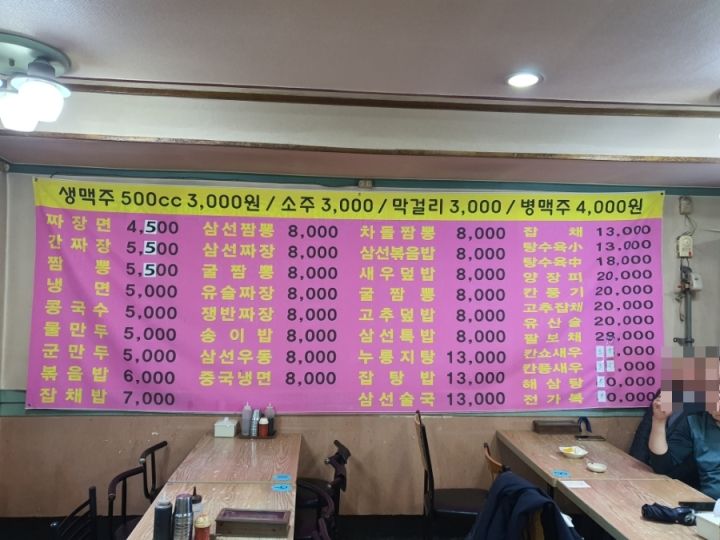 생맥주 500cc 3,000원 / 소주 3,000 / 막걸리 3,000 / 병맥주 4,000원
짜장면 4,500
간짜장 5,500
짬뽕 5,500
냉면 5,000
콩국수 5,000
물만두 5,000
군만두 5,000
볶음밥 6,000
잡채밥 7,000
삼선짬뽕 8,000
삼선짜장 8,000
굴짬뽕 8,000
유슬짜장 8,000
쟁반짜장 8,000
송이밥 8,000
삼선우동 8,000
중국냉면 8,000
차돌짬뽕 8,000
삼선볶음밥 8,000
새우덮밥 8,000
굴짬뽕 8,000
고추덮밥 8,000
삼선특밥 8,000
누룽지탕 13,000
잡탕밥 13,000
삼선술국 13,000
잡채 13,000
탕수육小 13,000
탕수육中 18,000
양장피 20,000
깐풍기 20,000
고추잡채 20,000
유산슬 20,000
팔보채
칸쇼새우
깐풍새우
해삼탕
전가복